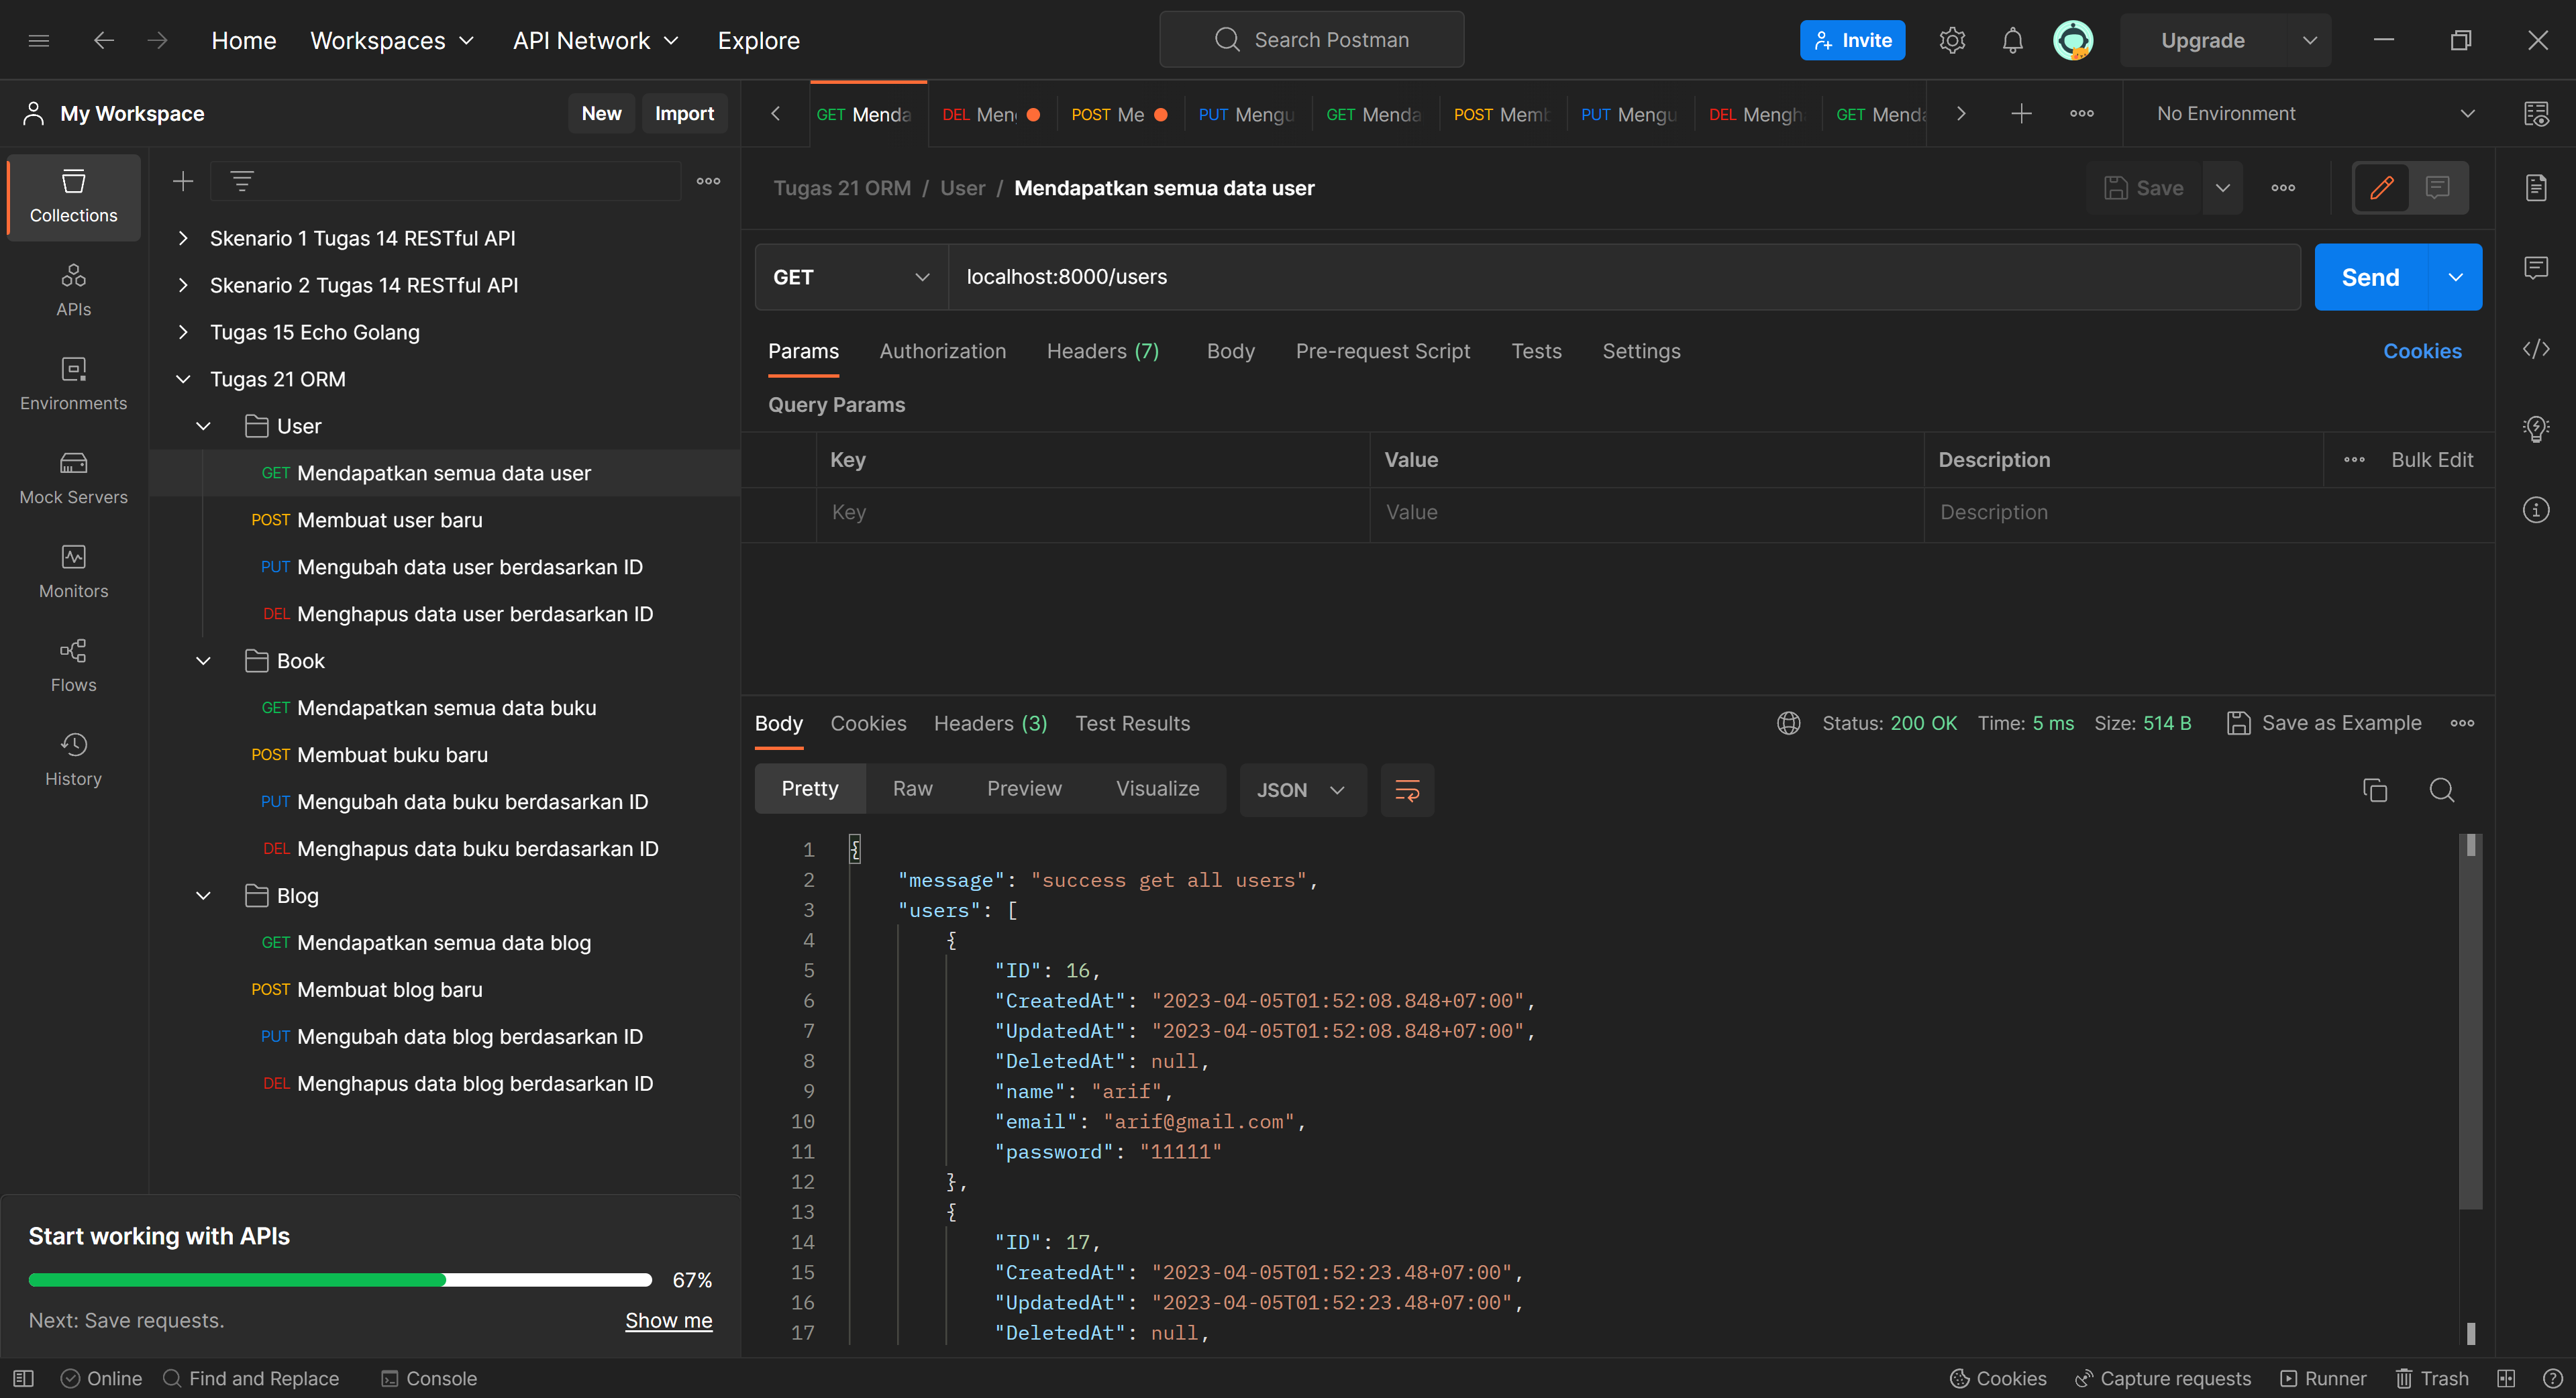 Home Workspaces API Network Explore Search Postman Invite Upgrade
My Workspace New Import
GET Menda DEL Men POST Me PUT Mengu GET Menda POST Memb PUT Mengu DEL Mengh GET Menda No Environment
Collections
APIs
Environments
Mock Servers
Monitors
Flows
History
Skenario 1 Tugas 14 RESTful API
Skenario 2 Tugas 14 RESTful API
Tugas 15 Echo Golang
Tugas 21 ORM
User
GET Mendapatkan semua data user
POST Membuat user baru
PUT Mengubah data user berdasarkan ID
DEL Menghapus data user berdasarkan ID
Book
GET Mendapatkan semua data buku
POST Membuat buku baru
PUT Mengubah data buku berdasarkan ID
DEL Menghapus data buku berdasarkan ID
Blog
GET Mendapatkan semua data blog
POST Membuat blog baru
PUT Mengubah data blog berdasarkan ID
DEL Menghapus data blog berdasarkan ID
Start working with APIs
67%
Next: Save requests. Show me
Tugas 21 ORM / User / Mendapatkan semua data user Save
GET localhost:8000/users Send
Params Authorization Headers (7) Body Pre-request Script Tests Settings Cookies
Query Params
Key Value Description Bulk Edit
Key Value Description
Body Cookies Headers (3) Test Results Status: 200 OK Time: 5 ms Size: 514 B Save as Example
Pretty Raw Preview Visualize JSON
1 {
2 "message": "success get all users",
3 "users": [
4 {
5 "ID": 16,
6 "CreatedAt": "2023-04-05T01:52:08.848+07:00",
7 "UpdatedAt": "2023-04-05T01:52:08.848+07:00",
8 "DeletedAt": null,
9 "name": "arif",
10 "email": "arif@gmail.com",
11 "password": "11111"
12 },
13 {
14 "ID": 17,
15 "CreatedAt": "2023-04-05T01:52:23.48+07:00",
16 "UpdatedAt": "2023-04-05T01:52:23.48+07:00",
17 "DeletedAt": null,
Online Find and Replace Console Cookies Capture requests Runner Trash